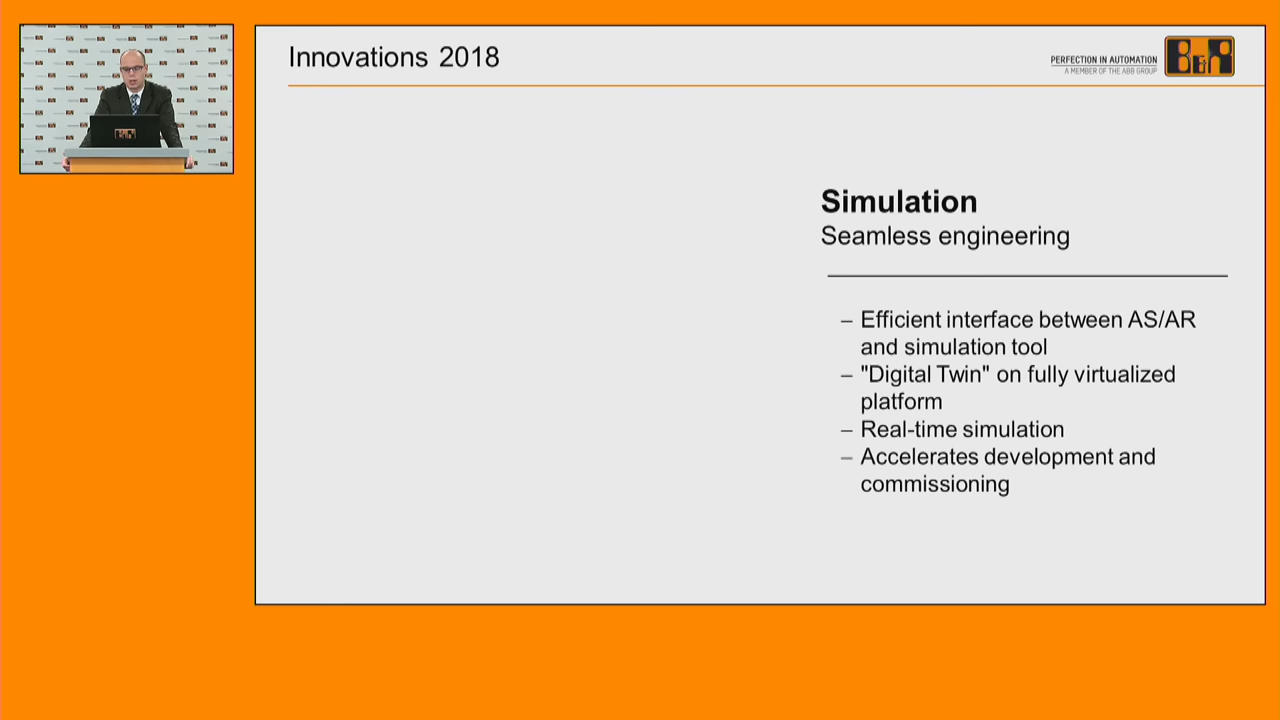 Innovations 2018
PERFECTION IN AUTOMATION
A MEMBER OF THE ABB GROUP
B&R
Simulation
Seamless engineering
– Efficient interface between AS/AR
and simulation tool
– "Digital Twin" on fully virtualized
platform
– Real-time simulation
– Accelerates development and
commissioning